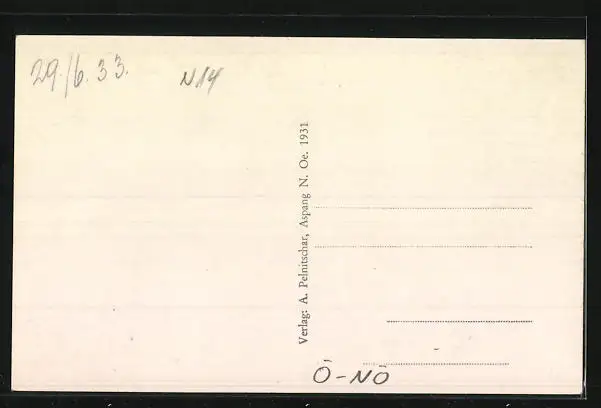 29./6.33.
N14
Verlag: A. Pelnitschar, Aspang N. Oe. 1931
Ö-NÖ